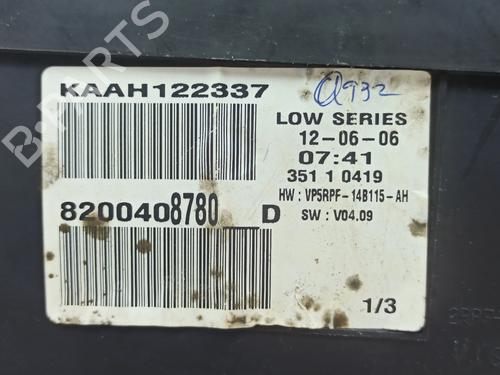 KAAH122337
LOW SERIES
12-06-06
07:41
351 1 0419
HW : VP5RPF-14B115-AH
8200408780__D
SW : V04.09
1/3
B-PARTS